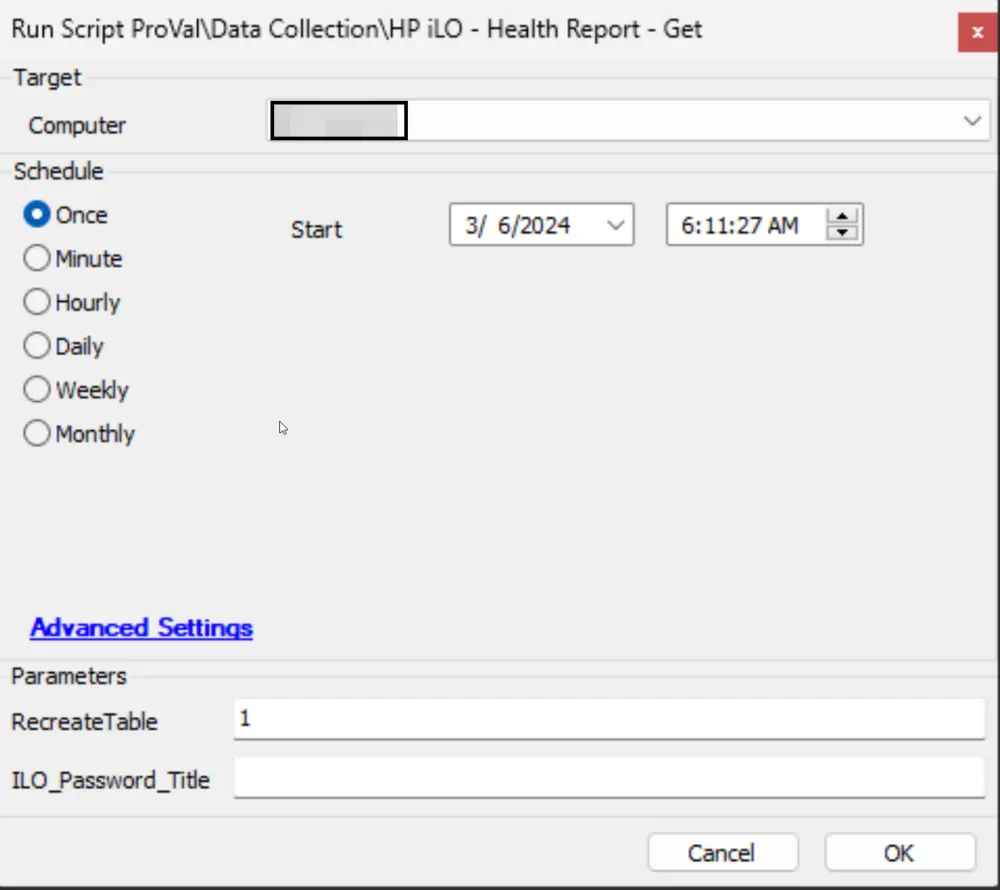 Run Script ProVal\Data Collection\HP iLO - Health Report - Get
x
Target
Computer
Schedule
Once
Start
3/ 6/2024
6:11:27 AM
Minute
Hourly
Daily
Weekly
Monthly
Advanced Settings
Parameters
RecreateTable
1
ILO_Password_Title
Cancel
OK